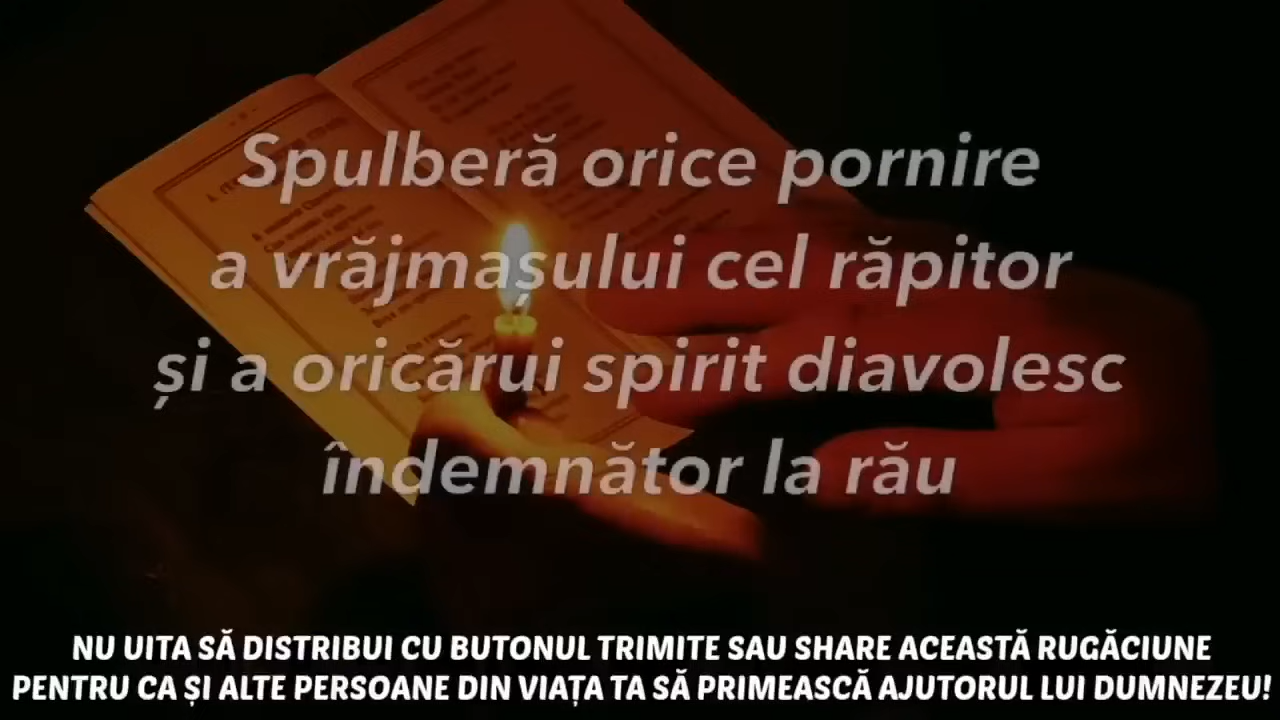 Spulberă orice pornire
a vrăjmașului cel răpitor
și a oricărui spirit diavolesc
îndemnător la rău
NU UITA SĂ DISTRIBUI CU BUTONUL TRIMITE SAU SHARE ACEASTĂ RUGĂCIUNE
PENTRU CA ȘI ALTE PERSOANE DIN VIAȚA TA SĂ PRIMEASCĂ AJUTORUL LUI DUMNEZEU!